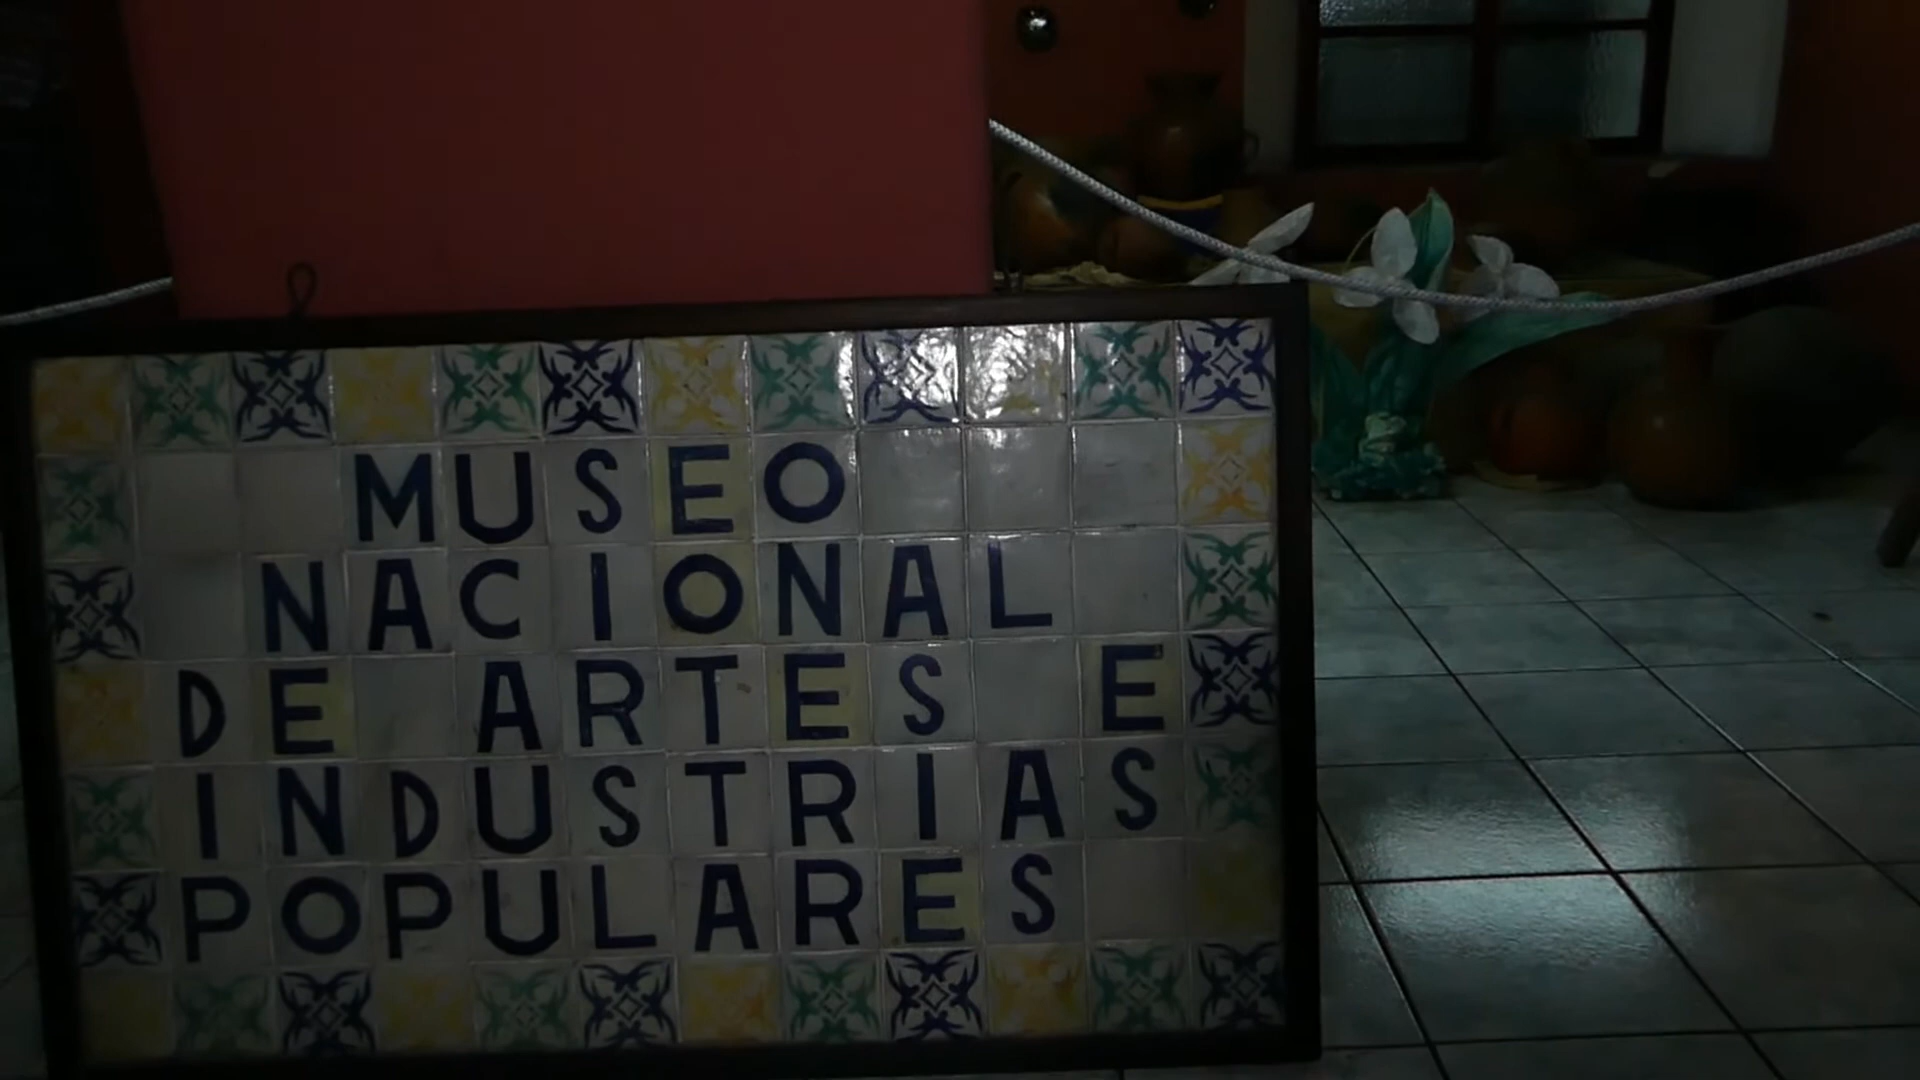 MUSEO
NACIONAL
DE ARTES E
INDUSTRIAS
POPULARES